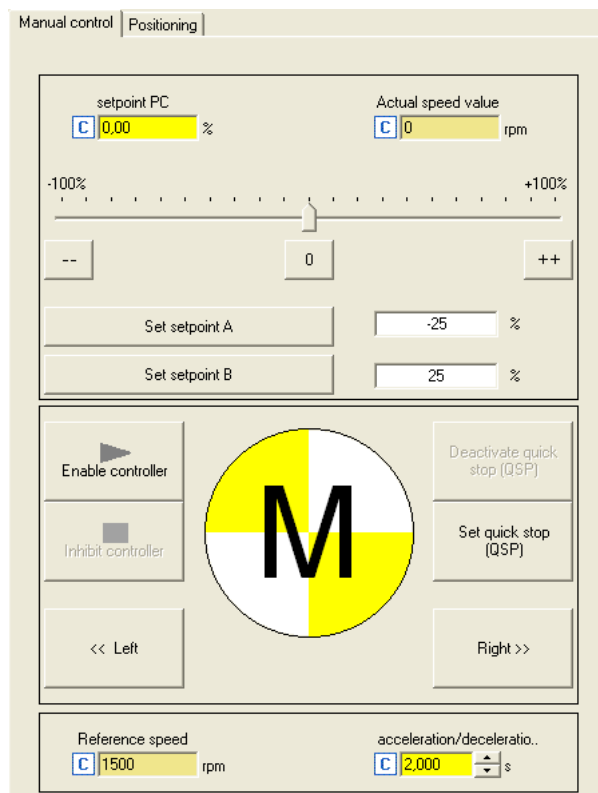 Manual control Positioning
setpoint PC Actual speed value
C 0,00 % C 0 rpm
-100% +100%
-- 0 ++
Set setpoint A -25 %
Set setpoint B 25 %
Enable controller
Deactivate quick
stop (QSP)
Inhibit controller
M
Set quick stop
(QSP)
<< Left Right >>
Reference speed acceleration/deceleratio..
C 1500 rpm C 2,000 s